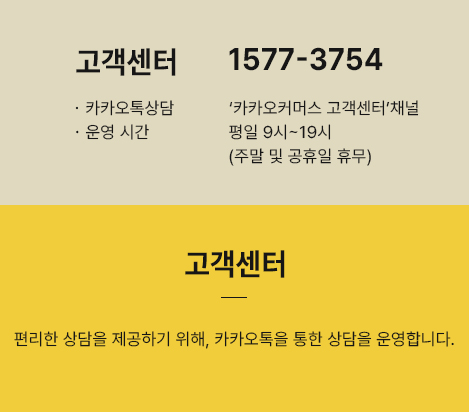 고객센터 1577-3754
· 카카오톡상담 ‘카카오커머스 고객센터’채널
· 운영 시간 평일 9시~19시
(주말 및 공휴일 휴무)
고객센터
편리한 상담을 제공하기 위해, 카카오톡을 통한 상담을 운영합니다.